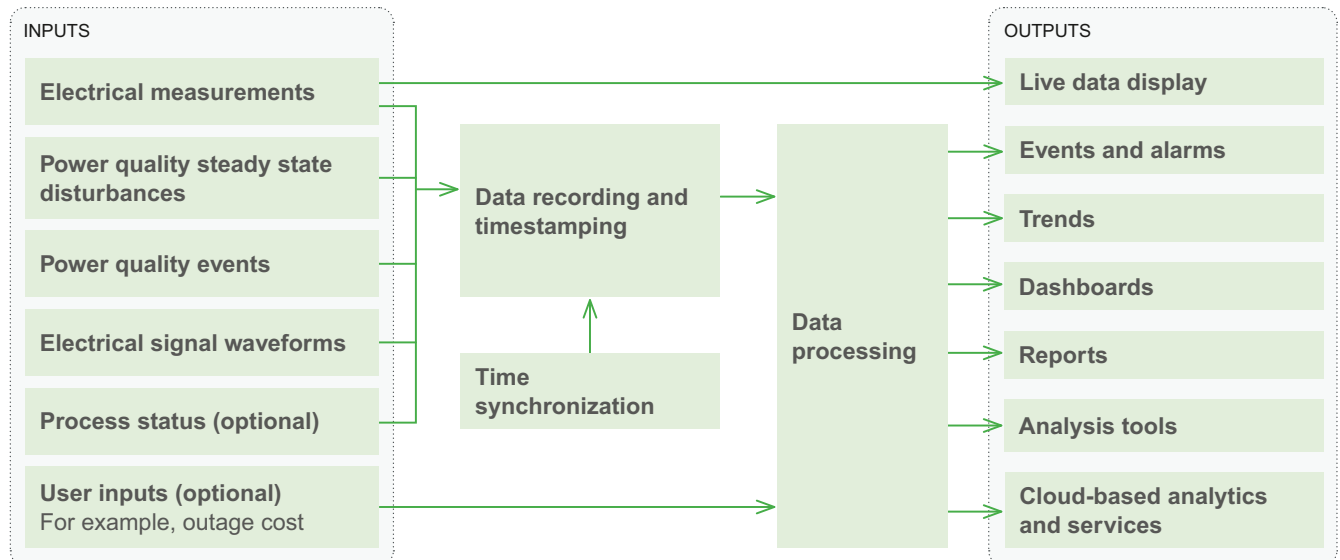 INPUTS
Electrical measurements
Power quality steady state
disturbances
Power quality events
Electrical signal waveforms
Process status (optional)
User inputs (optional)
For example, outage cost
Data recording and
timestamping
Time
synchronization
Data
processing
OUTPUTS
Live data display
Events and alarms
Trends
Dashboards
Reports
Analysis tools
Cloud-based analytics
and services